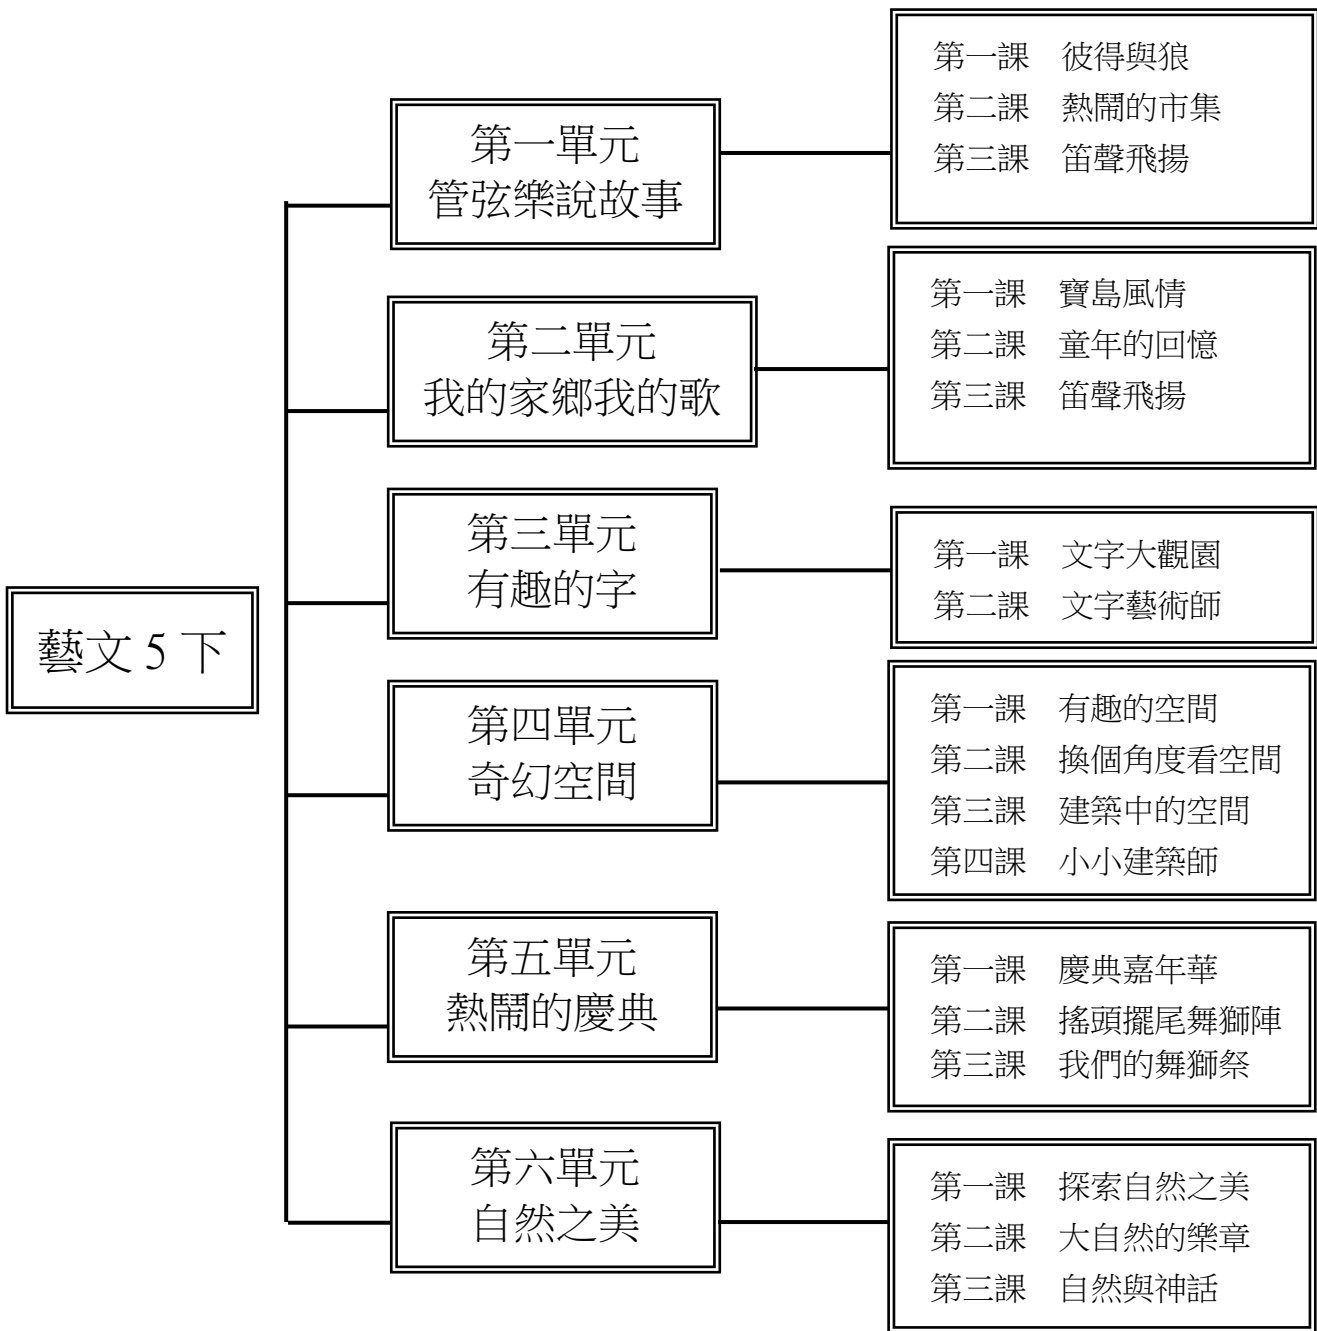 藝文 5 下
第一單元
管弦樂說故事
第一課 彼得與狼
第二課 熱鬧的市集
第三課 笛聲飛揚
第二單元
我的家鄉我的歌
第一課 寶島風情
第二課 童年的回憶
第三課 笛聲飛揚
第三單元
有趣的字
第一課 文字大觀園
第二課 文字藝術師
第四單元
奇幻空間
第一課 有趣的空間
第二課 換個角度看空間
第三課 建築中的空間
第四課 小小建築師
第五單元
熱鬧的慶典
第一課 慶典嘉年華
第二課 搖頭擺尾舞獅陣
第三課 我們的舞獅祭
第六單元
自然之美
第一課 探索自然之美
第二課 大自然的樂章
第三課 自然與神話